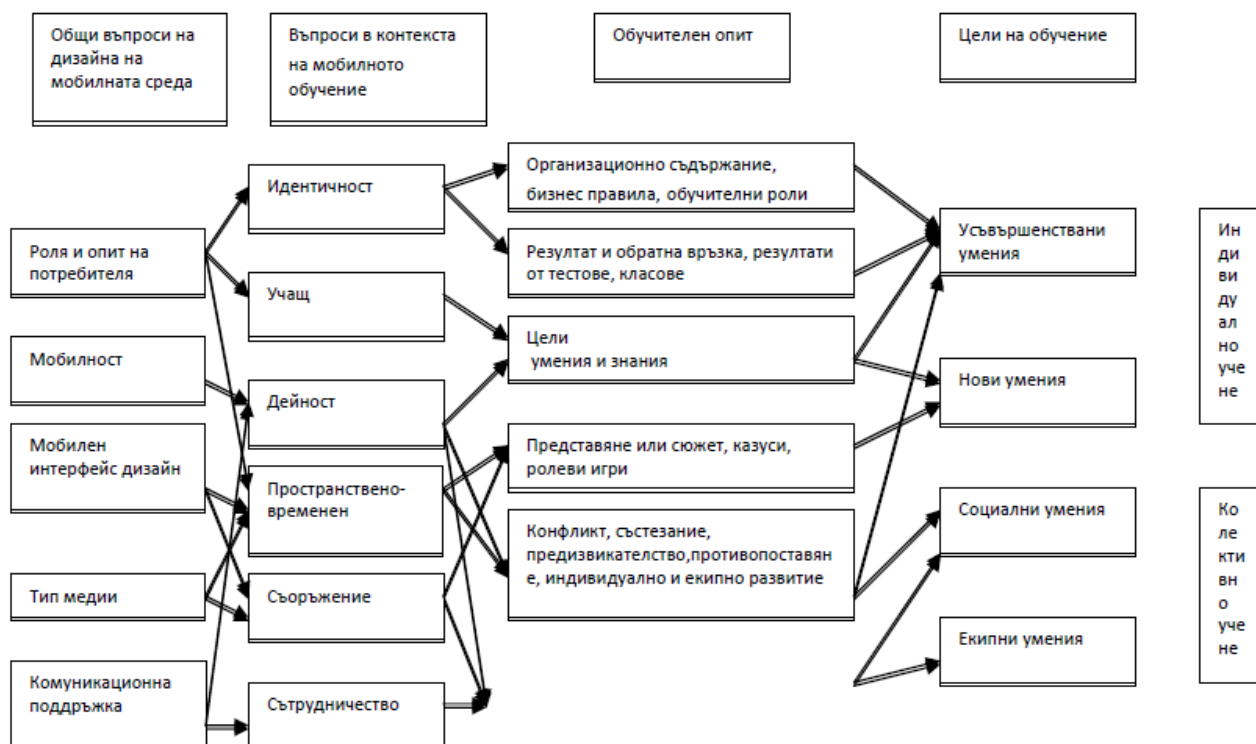 Общи въпроси на
дизайна на
мобилната среда
Въпроси в контекста
на мобилното
обучение
Обучителен опит
Цели на обучение
Роля и опит на
потребителя
Мобилност
Мобилен
интерфейс дизайн
Тип медии
Комуникационна
поддръжка
Идентичност
Учащ
Дейност
Пространствено-
временен
Съоръжение
Сътрудничество
Организационно съдържание,
бизнес правила, обучителни роли
Резултат и обратна връзка, резултати
от тестове, класове
Цели
умения и знания
Представяне или сюжет, казуси,
ролеви игри
Конфликт, състезание,
предизвикателство,противопоставян
е, индивидуално и екипно развитие
Усъвършенствани
умения
Нови умения
Социални умения
Екипни умения
Ин
ди
ви
ду
ал
но
уче
не
Ко
ле
кти
вн
о
уче
не